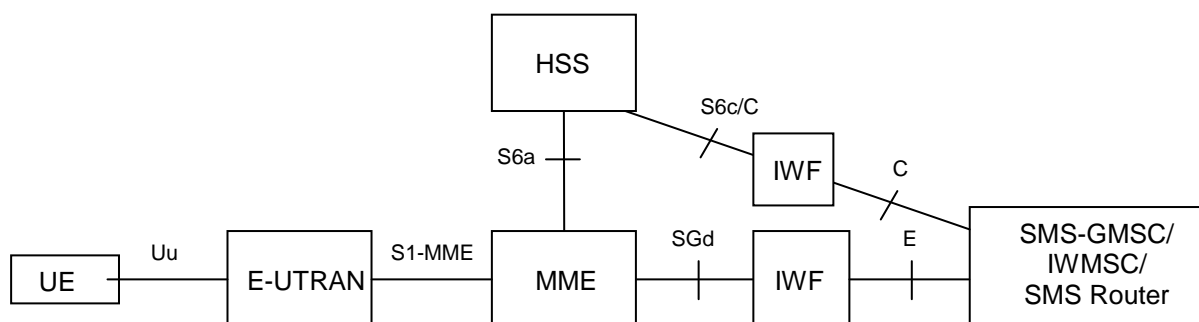 HSS
S6c/C
S6a
IWF
C
Uu
S1-MME
SGd
E
UE
E-UTRAN
MME
IWF
SMS-GMSC/
IWMSC/
SMS Router